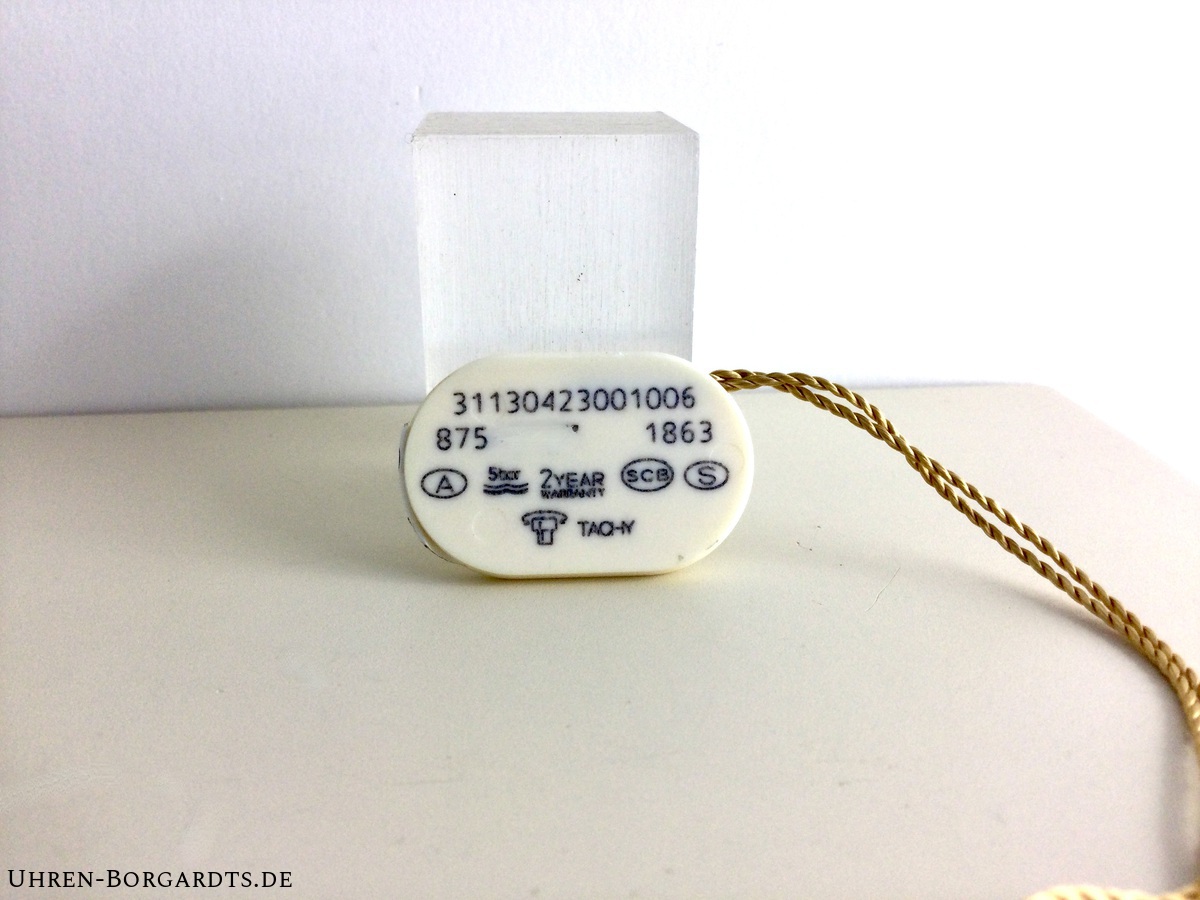 31130423001006
875 1863
A 5bar 2YEAR WARRANTY SCB S
TACHY
UHREN-BORGARDTS.DE